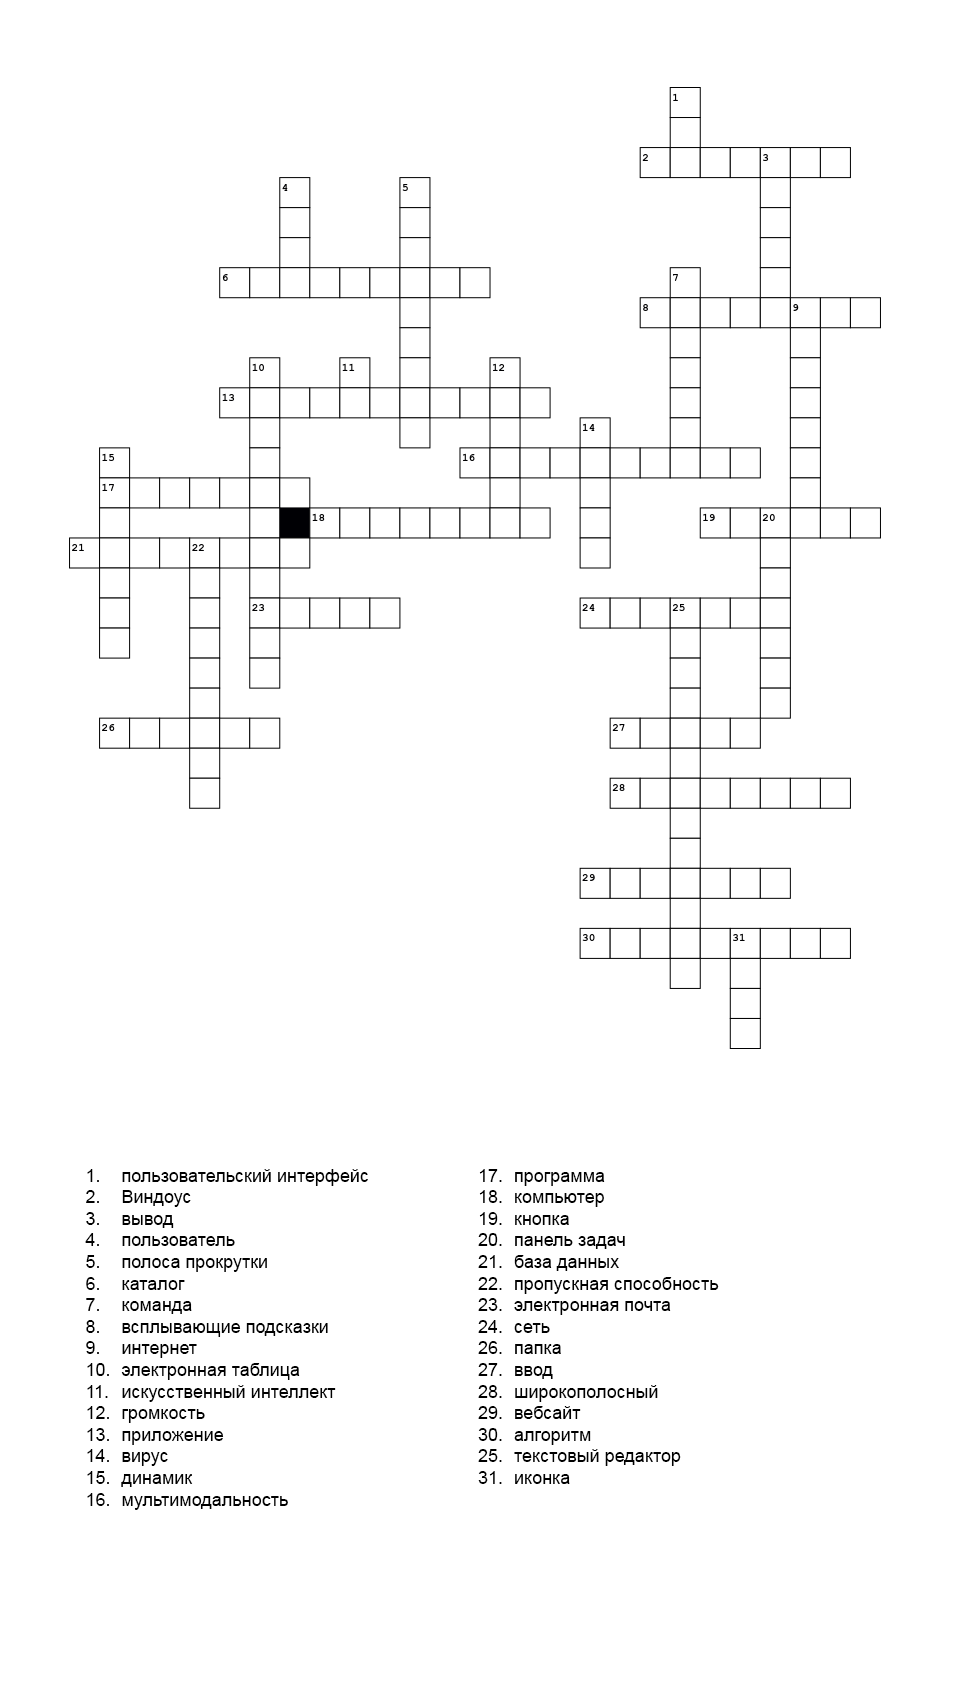 1
2 3
4 5
6 7
8 9
10 11 12
13
14
15 16
17
18 19 20
21 22
23 24 25
26 27
28
29
30 31
1. пользовательский интерфейс
2. Виндоус
3. вывод
4. пользователь
5. полоса прокрутки
6. каталог
7. команда
8. всплывающие подсказки
9. интернет
10. электронная таблица
11. искусственный интеллект
12. громкость
13. приложение
14. вирус
15. динамик
16. мультимодальность
17. программа
18. компьютер
19. кнопка
20. панель задач
21. база данных
22. пропускная способность
23. электронная почта
24. сеть
26. папка
27. ввод
28. широкополосный
29. вебсайт
30. алгоритм
25. текстовый редактор
31. иконка